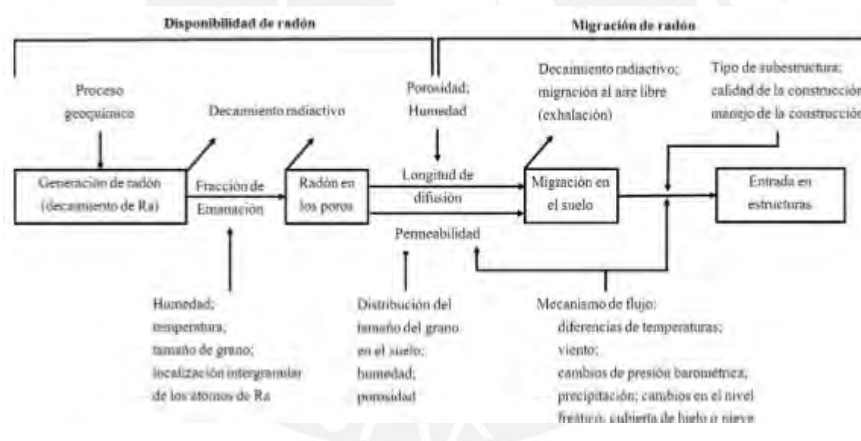 Disponibilidad de radón
Migración de radón
Proceso
geoquímico
Decaimiento radiactivo
Porosidad;
Humedad
Decaimiento radiactivo;
migración al aire libre
(exhalación)
Tipo de subestructura;
calidad de la construcción
manejo de la construcción
Generación de radón
(decaimiento de Ra)
Fracción de
Emanación
Radón en
los poros
Longitud de
difusión
Permeabilidad
Migración en
el suelo
Entrada en
estructuras
Humedad;
temperatura;
tamaño de grano;
localización intergranular
de los átomos de Ra
Distribución del
tamaño del grano
en el suelo;
humedad;
porosidad
Mecanismo de flujo:
diferencias de temperaturas;
viento;
cambios de presión barométrica;
precipitación; cambios en el nivel
freático, cubierta de hielo o nieve